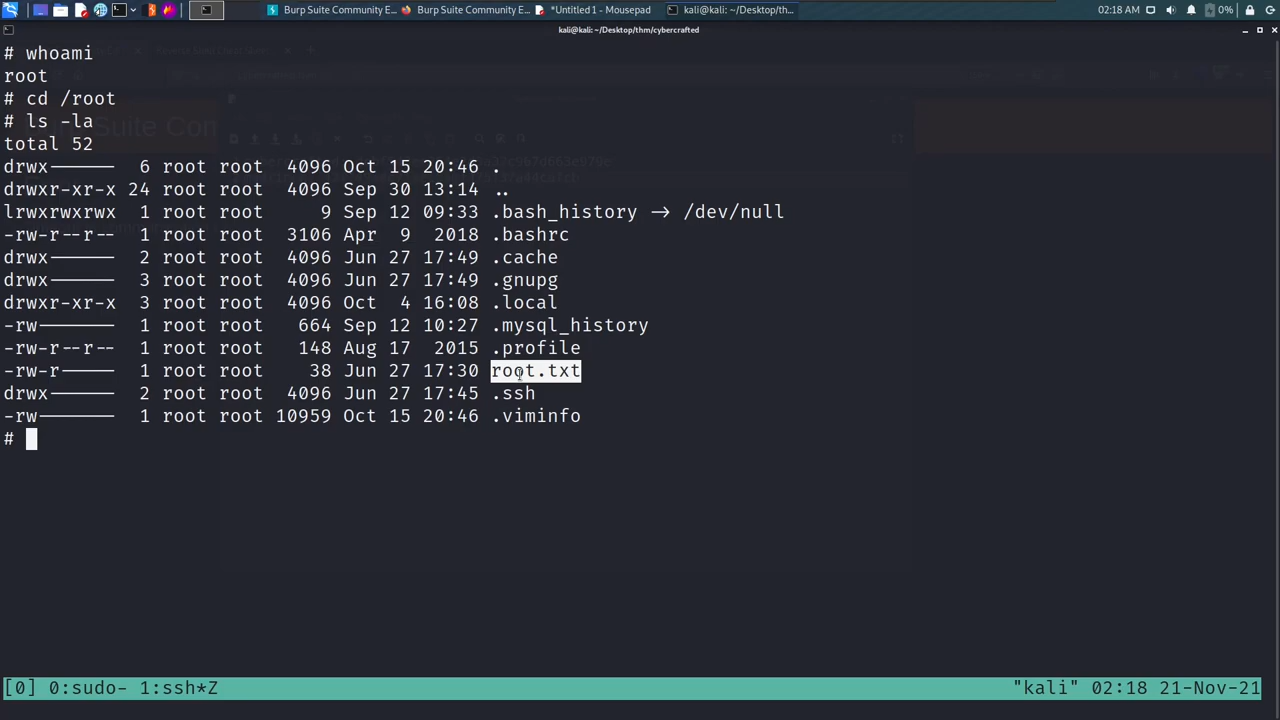 Burp Suite Community E...
Burp Suite Community E...
*Untitled 1 - Mousepad
kali@kali: ~/Desktop/th...
02:18 AM
0%
kali@kali: ~/Desktop/thm/cybercrafted
# whoami
root
# cd /root
# ls -la
total 52
drwx------ 6 root root 4096 Oct 15 20:46 .
drwxr-xr-x 24 root root 4096 Sep 30 13:14 ..
lrwxrwxrwx 1 root root 9 Sep 12 09:33 .bash_history → /dev/null
-rw-r--r-- 1 root root 3106 Apr 9 2018 .bashrc
drwx------ 2 root root 4096 Jun 27 17:49 .cache
drwx------ 3 root root 4096 Jun 27 17:49 .gnupg
drwxr-xr-x 3 root root 4096 Oct 4 16:08 .local
-rw------- 1 root root 664 Sep 12 10:27 .mysql_history
-rw-r--r-- 1 root root 148 Aug 17 2015 .profile
-rw-r----- 1 root root 38 Jun 27 17:30 root.txt
drwx------ 2 root root 4096 Jun 27 17:45 .ssh
-rw------- 1 root root 10959 Oct 15 20:46 .viminfo
#
[0] 0:sudo- 1:ssh*Z "kali" 02:18 21-Nov-21